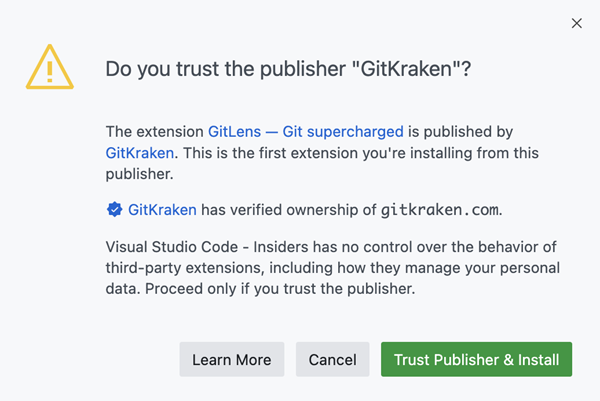 Do you trust the publisher "GitKraken"?
The extension GitLens — Git supercharged is published by
GitKraken. This is the first extension you're installing from this
publisher.
GitKraken has verified ownership of gitkraken.com.
Visual Studio Code - Insiders has no control over the behavior of
third-party extensions, including how they manage your personal
data. Proceed only if you trust the publisher.
Learn More Cancel Trust Publisher & Install